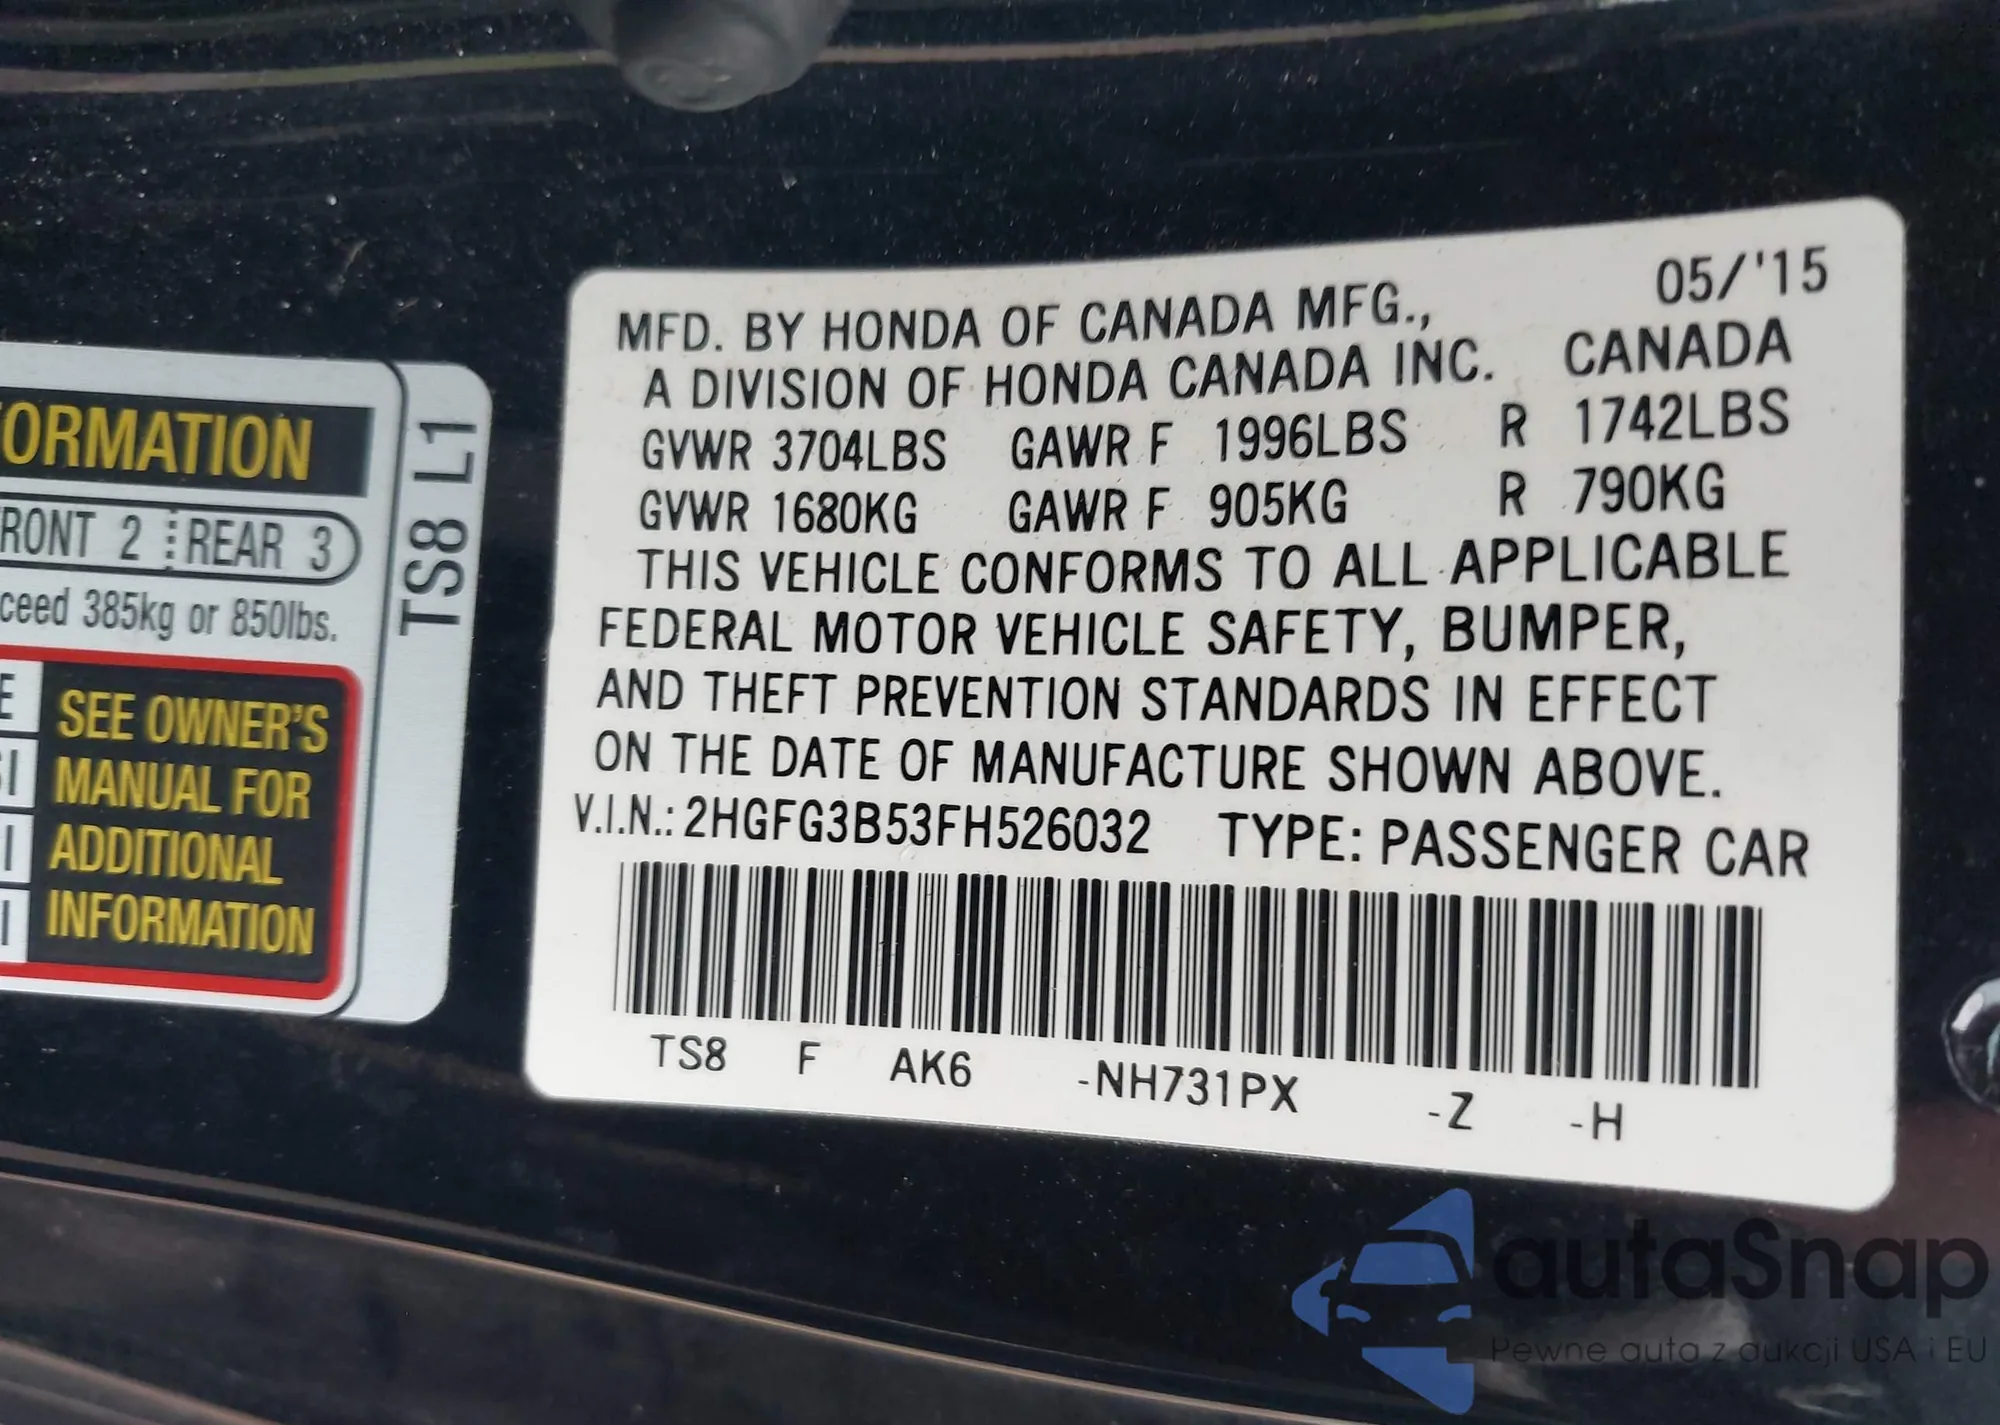 ORMATION
RONT 2 REAR 3
ceed 385kg or 850lbs.
SEE OWNER'S
MANUAL FOR
ADDITIONAL
INFORMATION
TS8 L1
05/'15
MFD. BY HONDA OF CANADA MFG.,
A DIVISION OF HONDA CANADA INC. CANADA
GVWR 3704LBS GAWR F 1996LBS R 1742LBS
GVWR 1680KG GAWR F 905KG R 790KG
THIS VEHICLE CONFORMS TO ALL APPLICABLE
FEDERAL MOTOR VEHICLE SAFETY, BUMPER,
AND THEFT PREVENTION STANDARDS IN EFFECT
ON THE DATE OF MANUFACTURE SHOWN ABOVE.
V.I.N.: 2HGFG3B53FH526032 TYPE: PASSENGER CAR
TS8 F AK6 -NH731PX -Z -H
autaSnap
Pewne auta z aukcji USA i EU